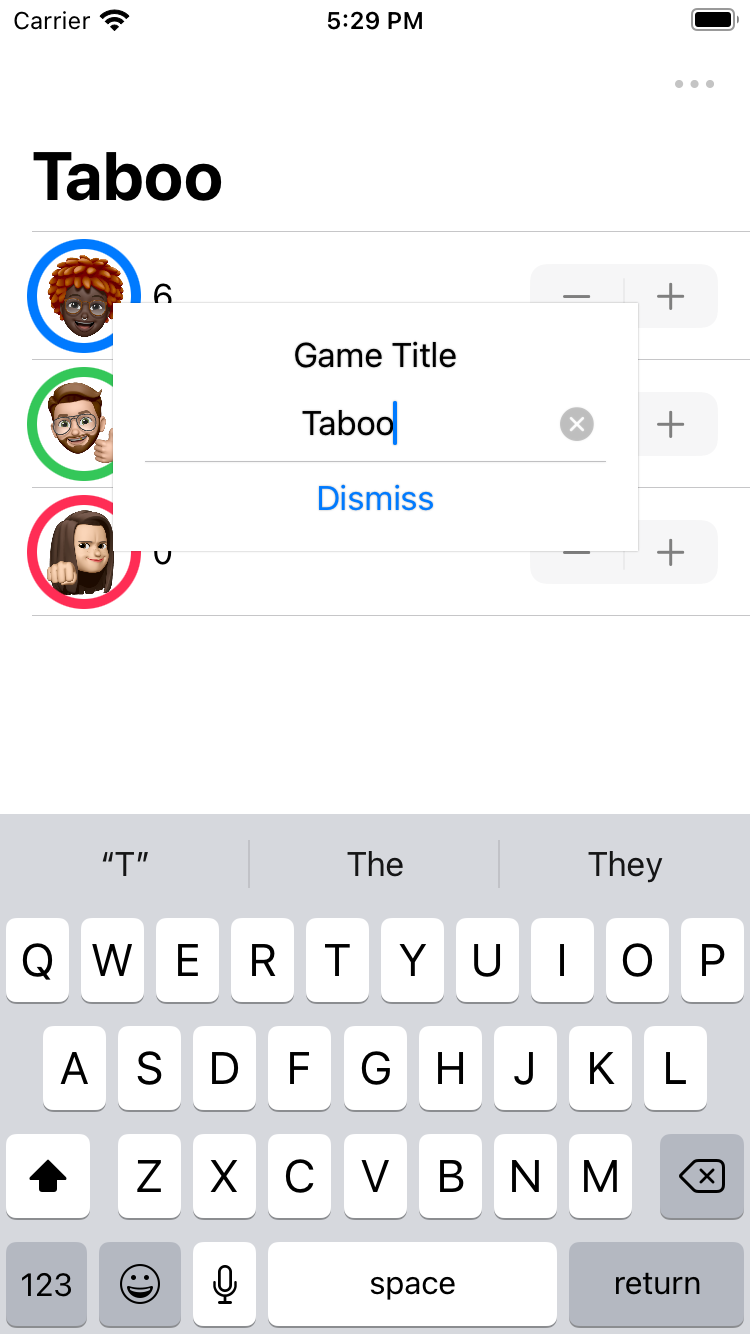 Carrier 5:29 PM
Taboo
6
Game Title
Taboo
Dismiss
0
“T” The They
Q W E R T Y U I O P
A S D F G H J K L
Z X C V B N M
123 space return